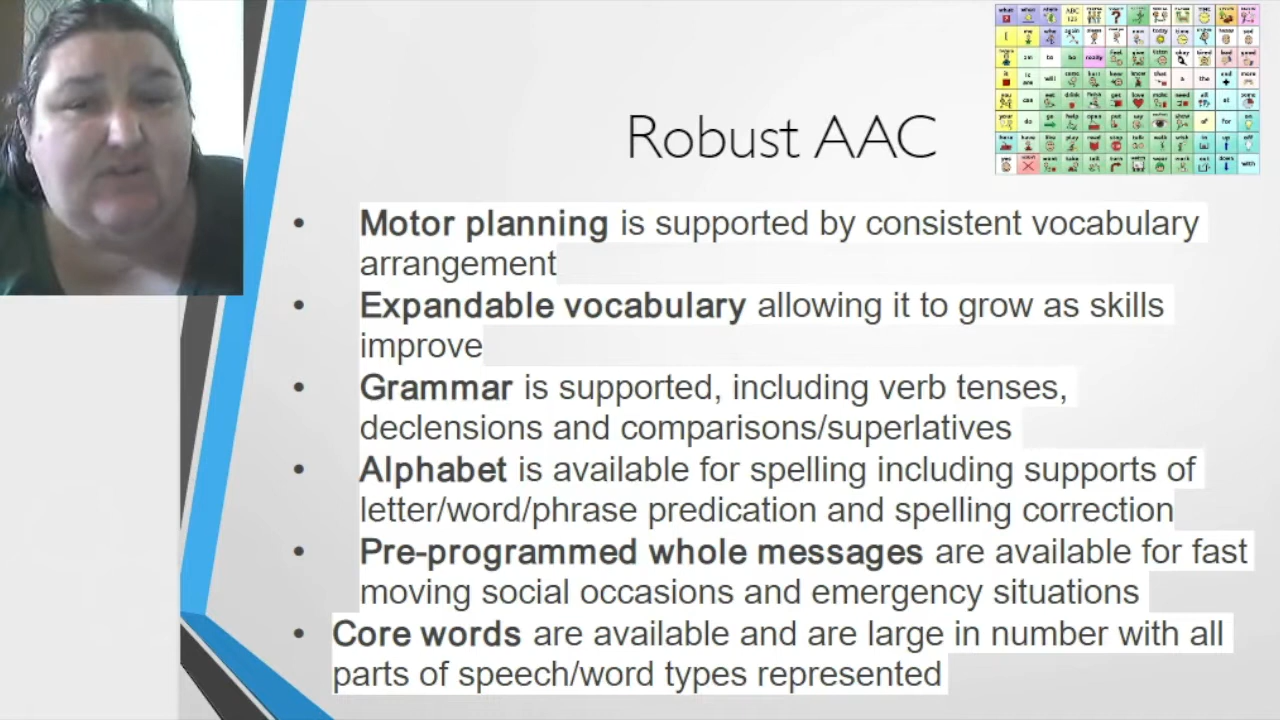 Robust AAC
• Motor planning is supported by consistent vocabulary
arrangement
• Expandable vocabulary allowing it to grow as skills
improve
• Grammar is supported, including verb tenses,
declensions and comparisons/superlatives
• Alphabet is available for spelling including supports of
letter/word/phrase predication and spelling correction
• Pre-programmed whole messages are available for fast
moving social occasions and emergency situations
• Core words are available and are large in number with all
parts of speech/word types represented